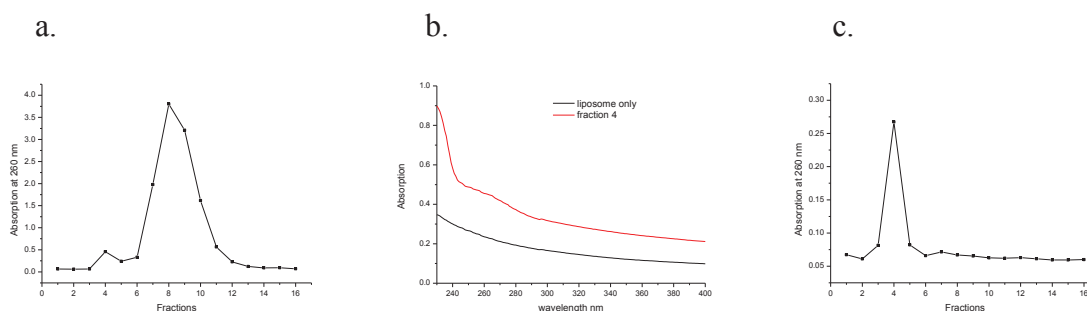 a.
b.
c.
Absorption at 260 nm
4.0
3.5
3.0
2.5
2.0
1.5
1.0
0.5
0.0
0 2 4 6 8 10 12 14 16
Fractions
Absorption
1.0
0.8
0.6
0.4
0.2
0.0
liposome only
fraction 4
240 260 280 300 320 340 360 380 400
wavelength nm
Absorption at 260 nm
0.30
0.25
0.20
0.15
0.10
0.05
0 2 4 6 8 10 12 14 16
Fractions